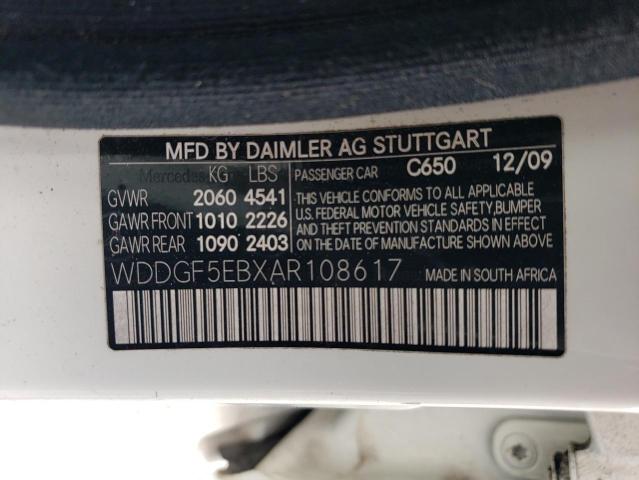 MFD BY DAIMLER AG STUTTGART
Mercedes
KG LBS
GVWR 2060 4541
GAWR FRONT 1010 2226
GAWR REAR 1090 2403
PASSENGER CAR C650 12/09
THIS VEHICLE CONFORMS TO ALL APPLICABLE
U.S. FEDERAL MOTOR VEHICLE SAFETY, BUMPER
AND THEFT PREVENTION STANDARDS IN EFFECT
ON THE DATE OF MANUFACTURE SHOWN ABOVE.
WDDGF5EBXAR108617 MADE IN SOUTH AFRICA